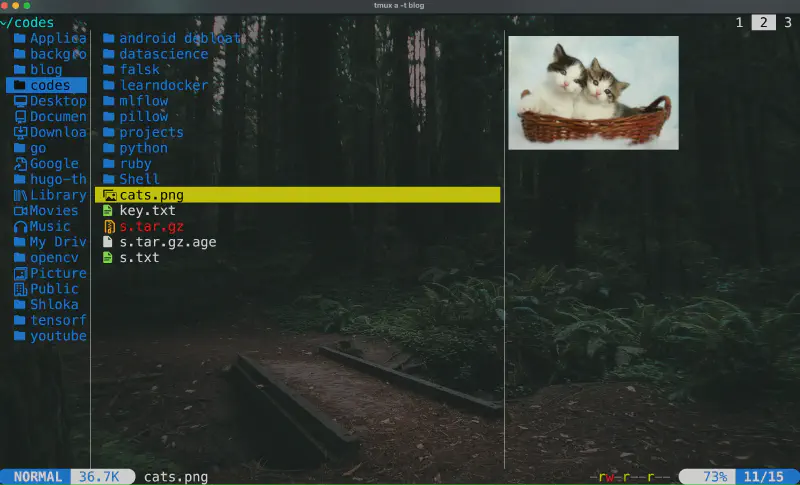 tmux a -t blog
~/codes
1 2 3
Applica
backgro
blog
codes
Desktop
Documen
Downloa
go
Google
hugo-th
Library
Movies
Music
My Driv
opencv
Picture
Public
Shloka
tensorf
youtube
android debloat
datascience
falsk
learndocker
mlflow
pillow
projects
python
ruby
Shell
cats.png
key.txt
s.tar.gz
s.tar.gz.age
s.txt
NORMAL 36.7K cats.png -rw-r--r-- 73% 11/15